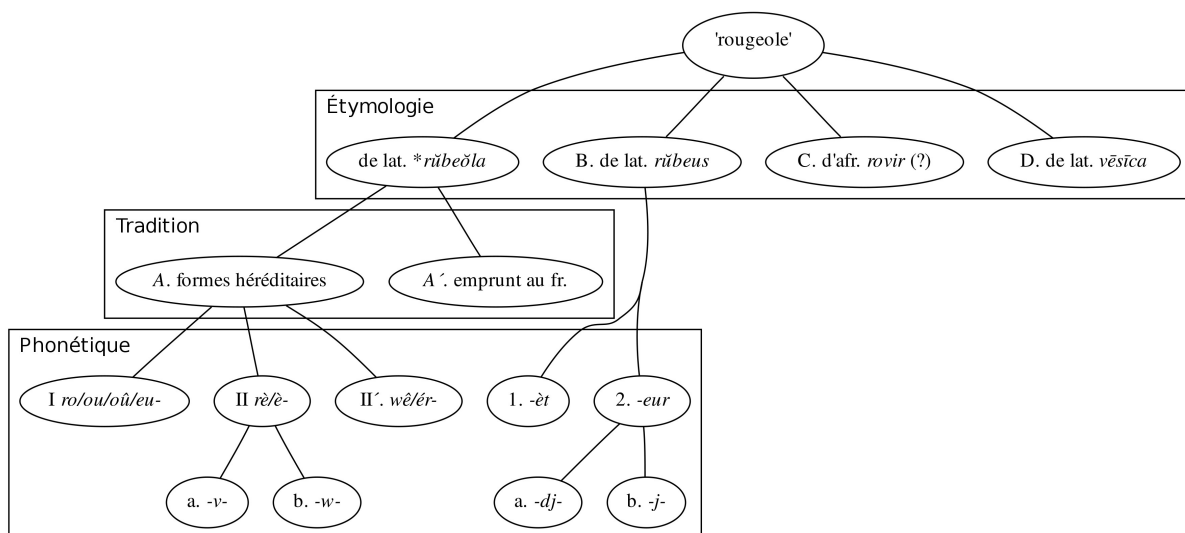 'rougeole'
Étymologie
de lat. *rŭbeŏla
B. de lat. rŭbeus
C. d'afr. rovir (?)
D. de lat. vēsīca
Tradition
A. formes héréditaires
A´. emprunt au fr.
Phonétique
I ro/ou/oû/eu-
II rè/è-
II´. wê/ér-
1. -èt
2. -eur
a. -v-
b. -w-
a. -dj-
b. -j-